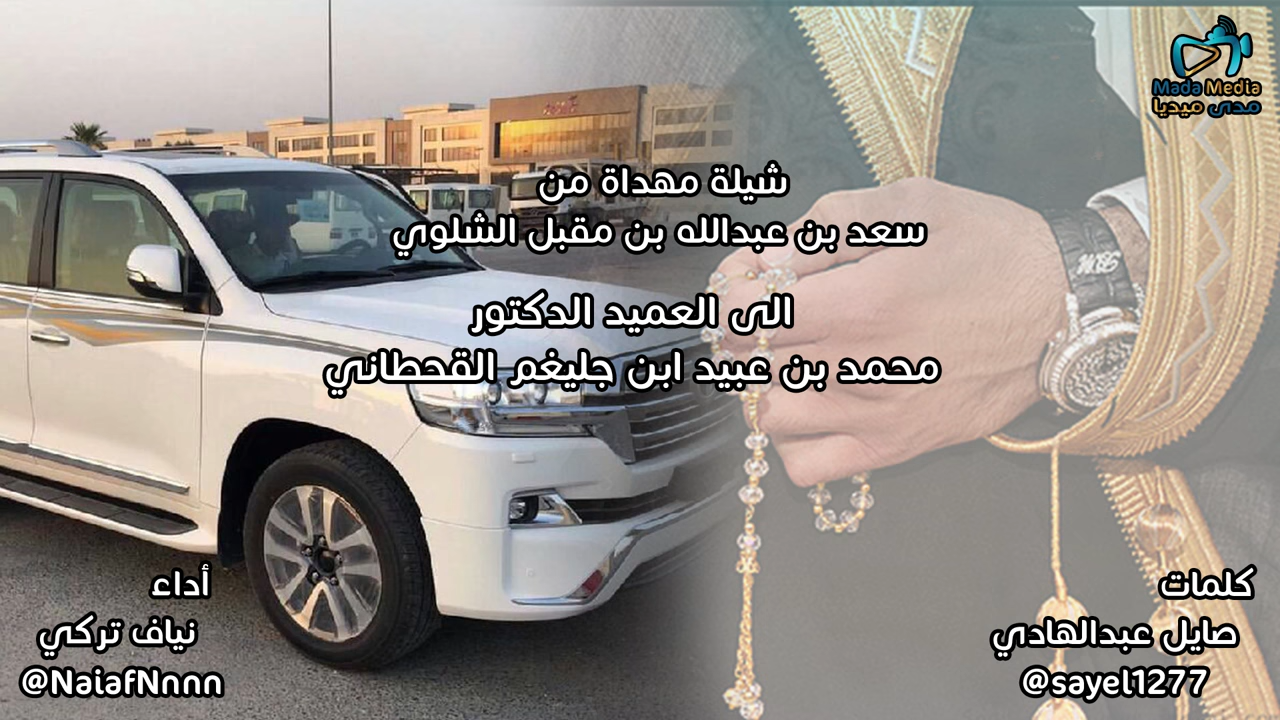 Mada Media
مدى ميديا
شيلة مهداة من
سعد بن عبدالله بن مقبل الشلوي
الى العميد الدكتور
محمد بن عبيد ابن جليغم القحطاني
كلمات
صايل عبدالهادي
@sayel1277
أداء
نياف تركي
@NaiafNnnn